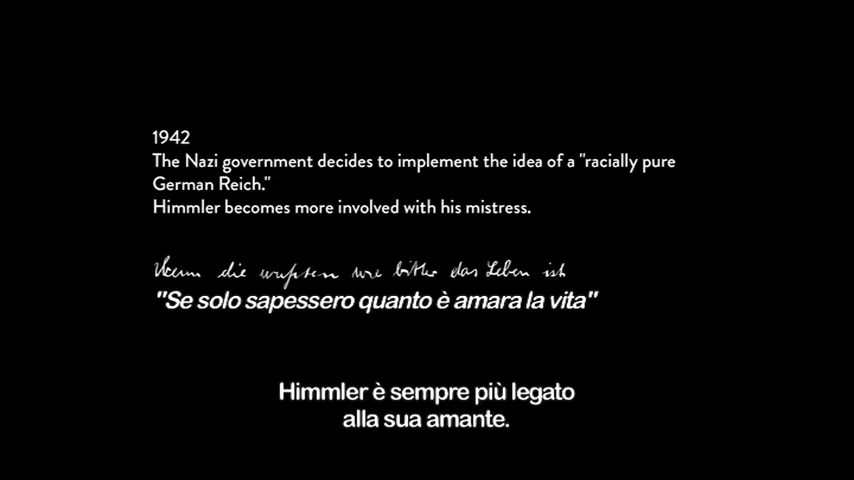 1942
The Nazi government decides to implement the idea of a "racially pure
German Reich."
Himmler becomes more involved with his mistress.
Wenn die wußten wie bitter das Leben ist
"Se solo sapessero quanto è amara la vita"
Himmler è sempre più legato
alla sua amante.